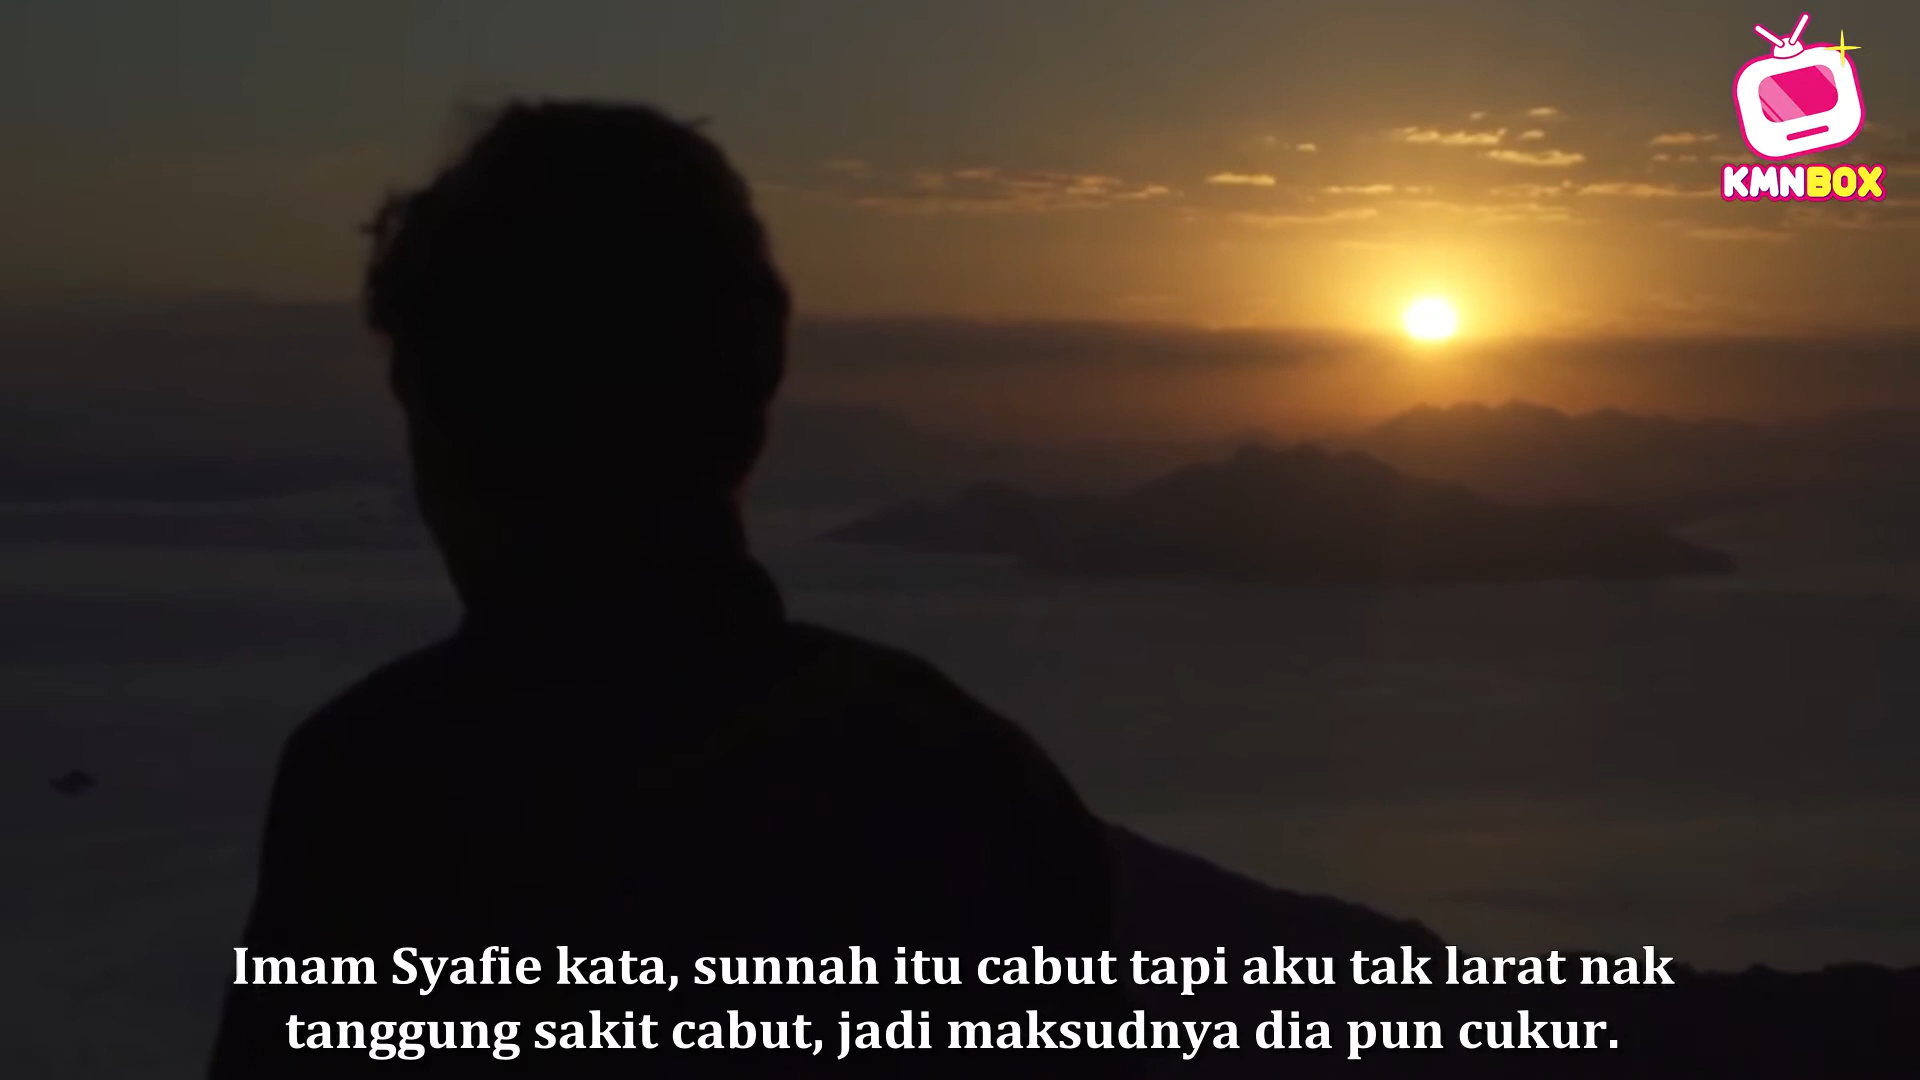 KMNBOX
Imam Syafie kata, sunnah itu cabut tapi aku tak larat nak
tanggung sakit cabut, jadi maksudnya dia pun cukur.